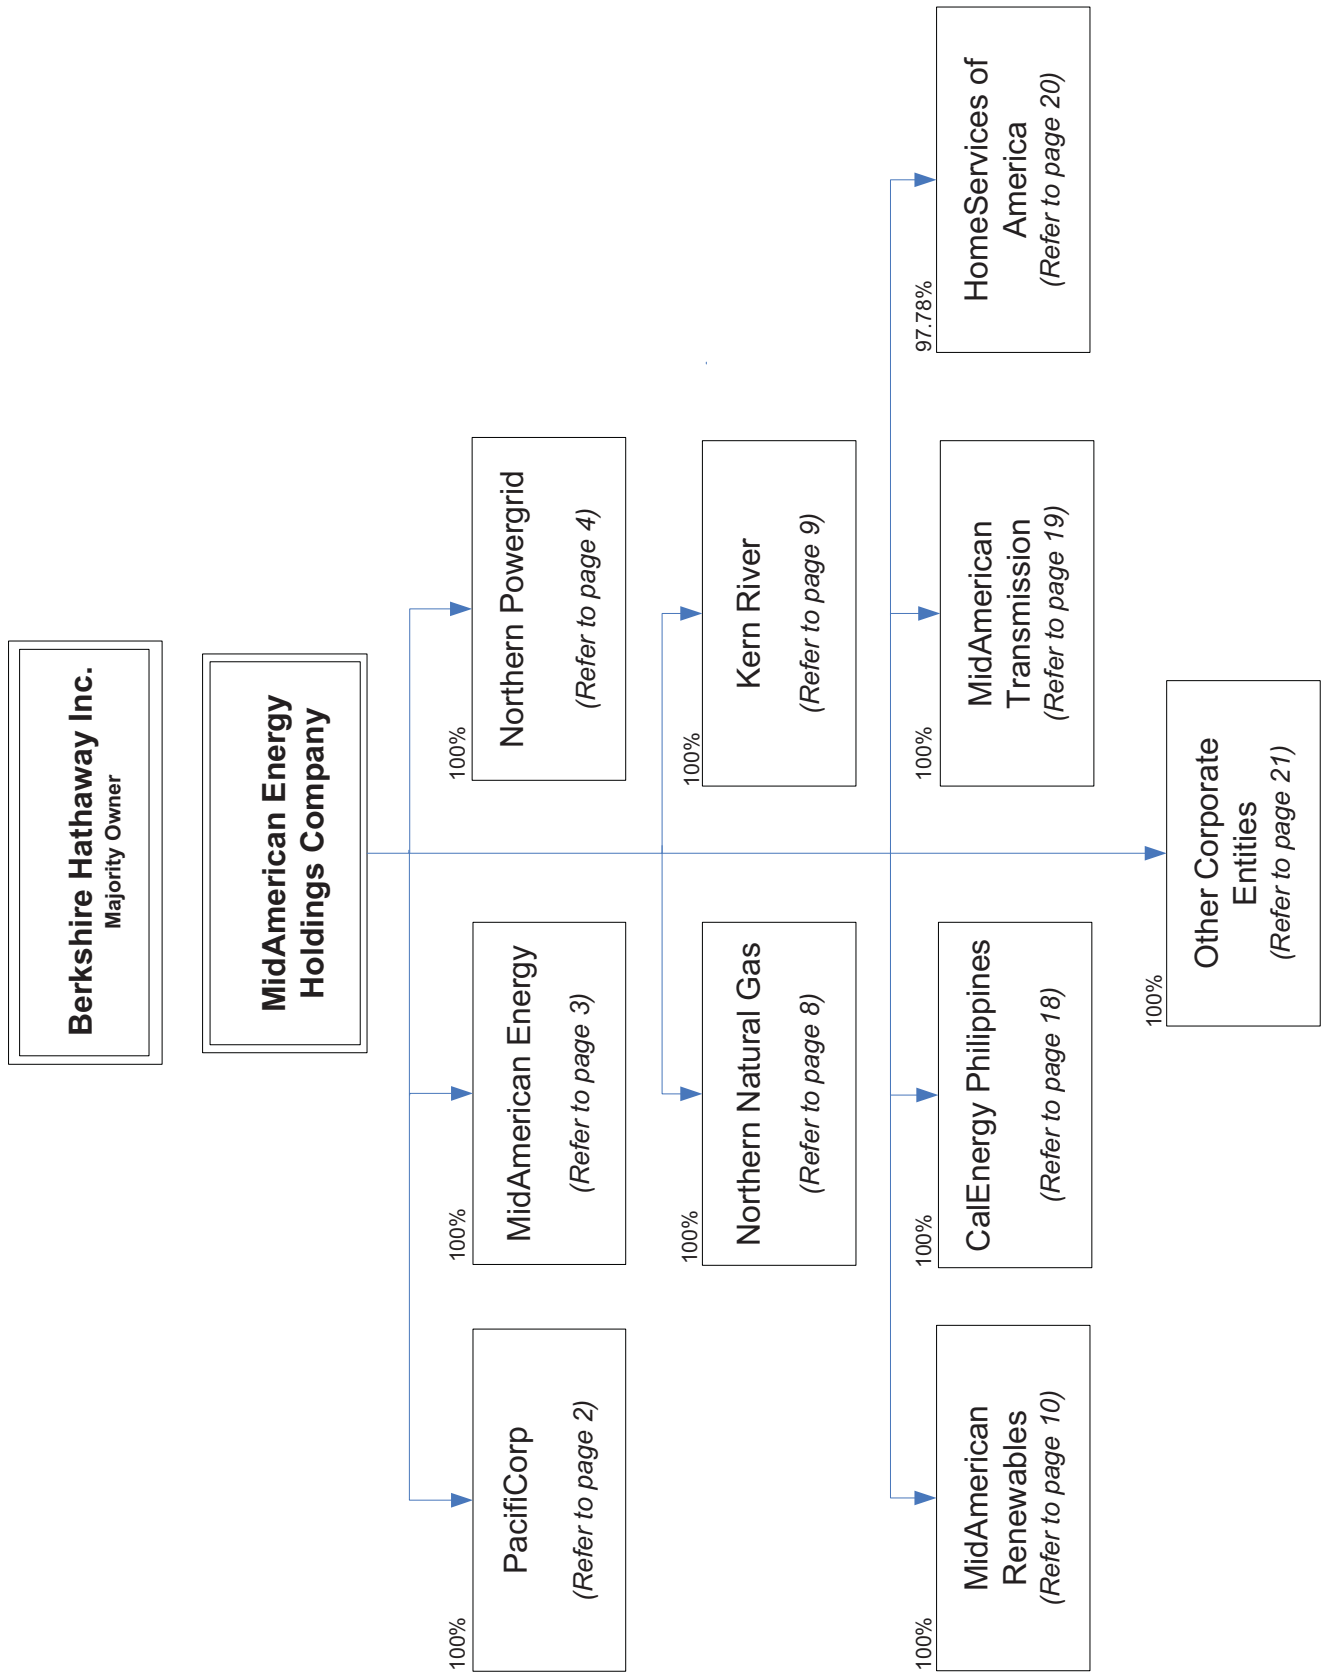 Berkshire Hathaway Inc.
Majority Owner
MidAmerican Energy
Holdings Company
100%
PacifiCorp
(Refer to page 2)
100%
MidAmerican Energy
(Refer to page 3)
100%
Northern Powergrid
(Refer to page 4)
100%
Northern Natural Gas
(Refer to page 8)
100%
Kern River
(Refer to page 9)
100%
MidAmerican
Renewables
(Refer to page 10)
100%
CalEnergy Philippines
(Refer to page 18)
100%
MidAmerican
Transmission
(Refer to page 19)
97.78%
HomeServices of
America
(Refer to page 20)
100%
Other Corporate
Entities
(Refer to page 21)